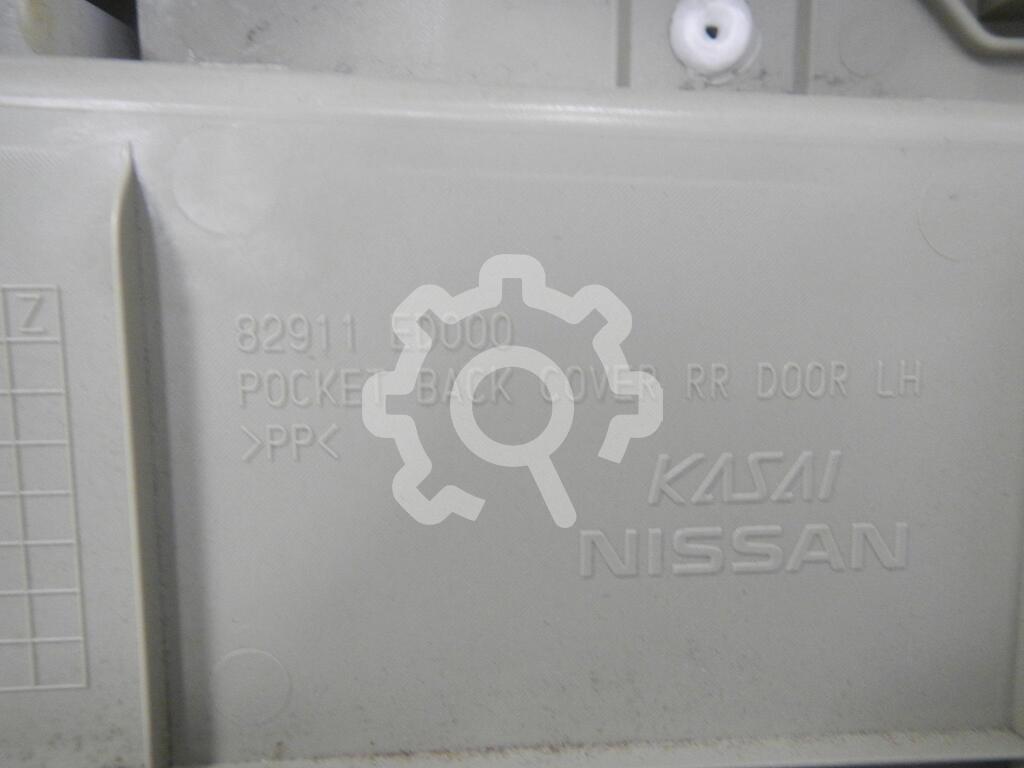 Z
82911 ED000
POCKET BACK COVER RR DOOR LH
>PP<
KASAI
NISSAN